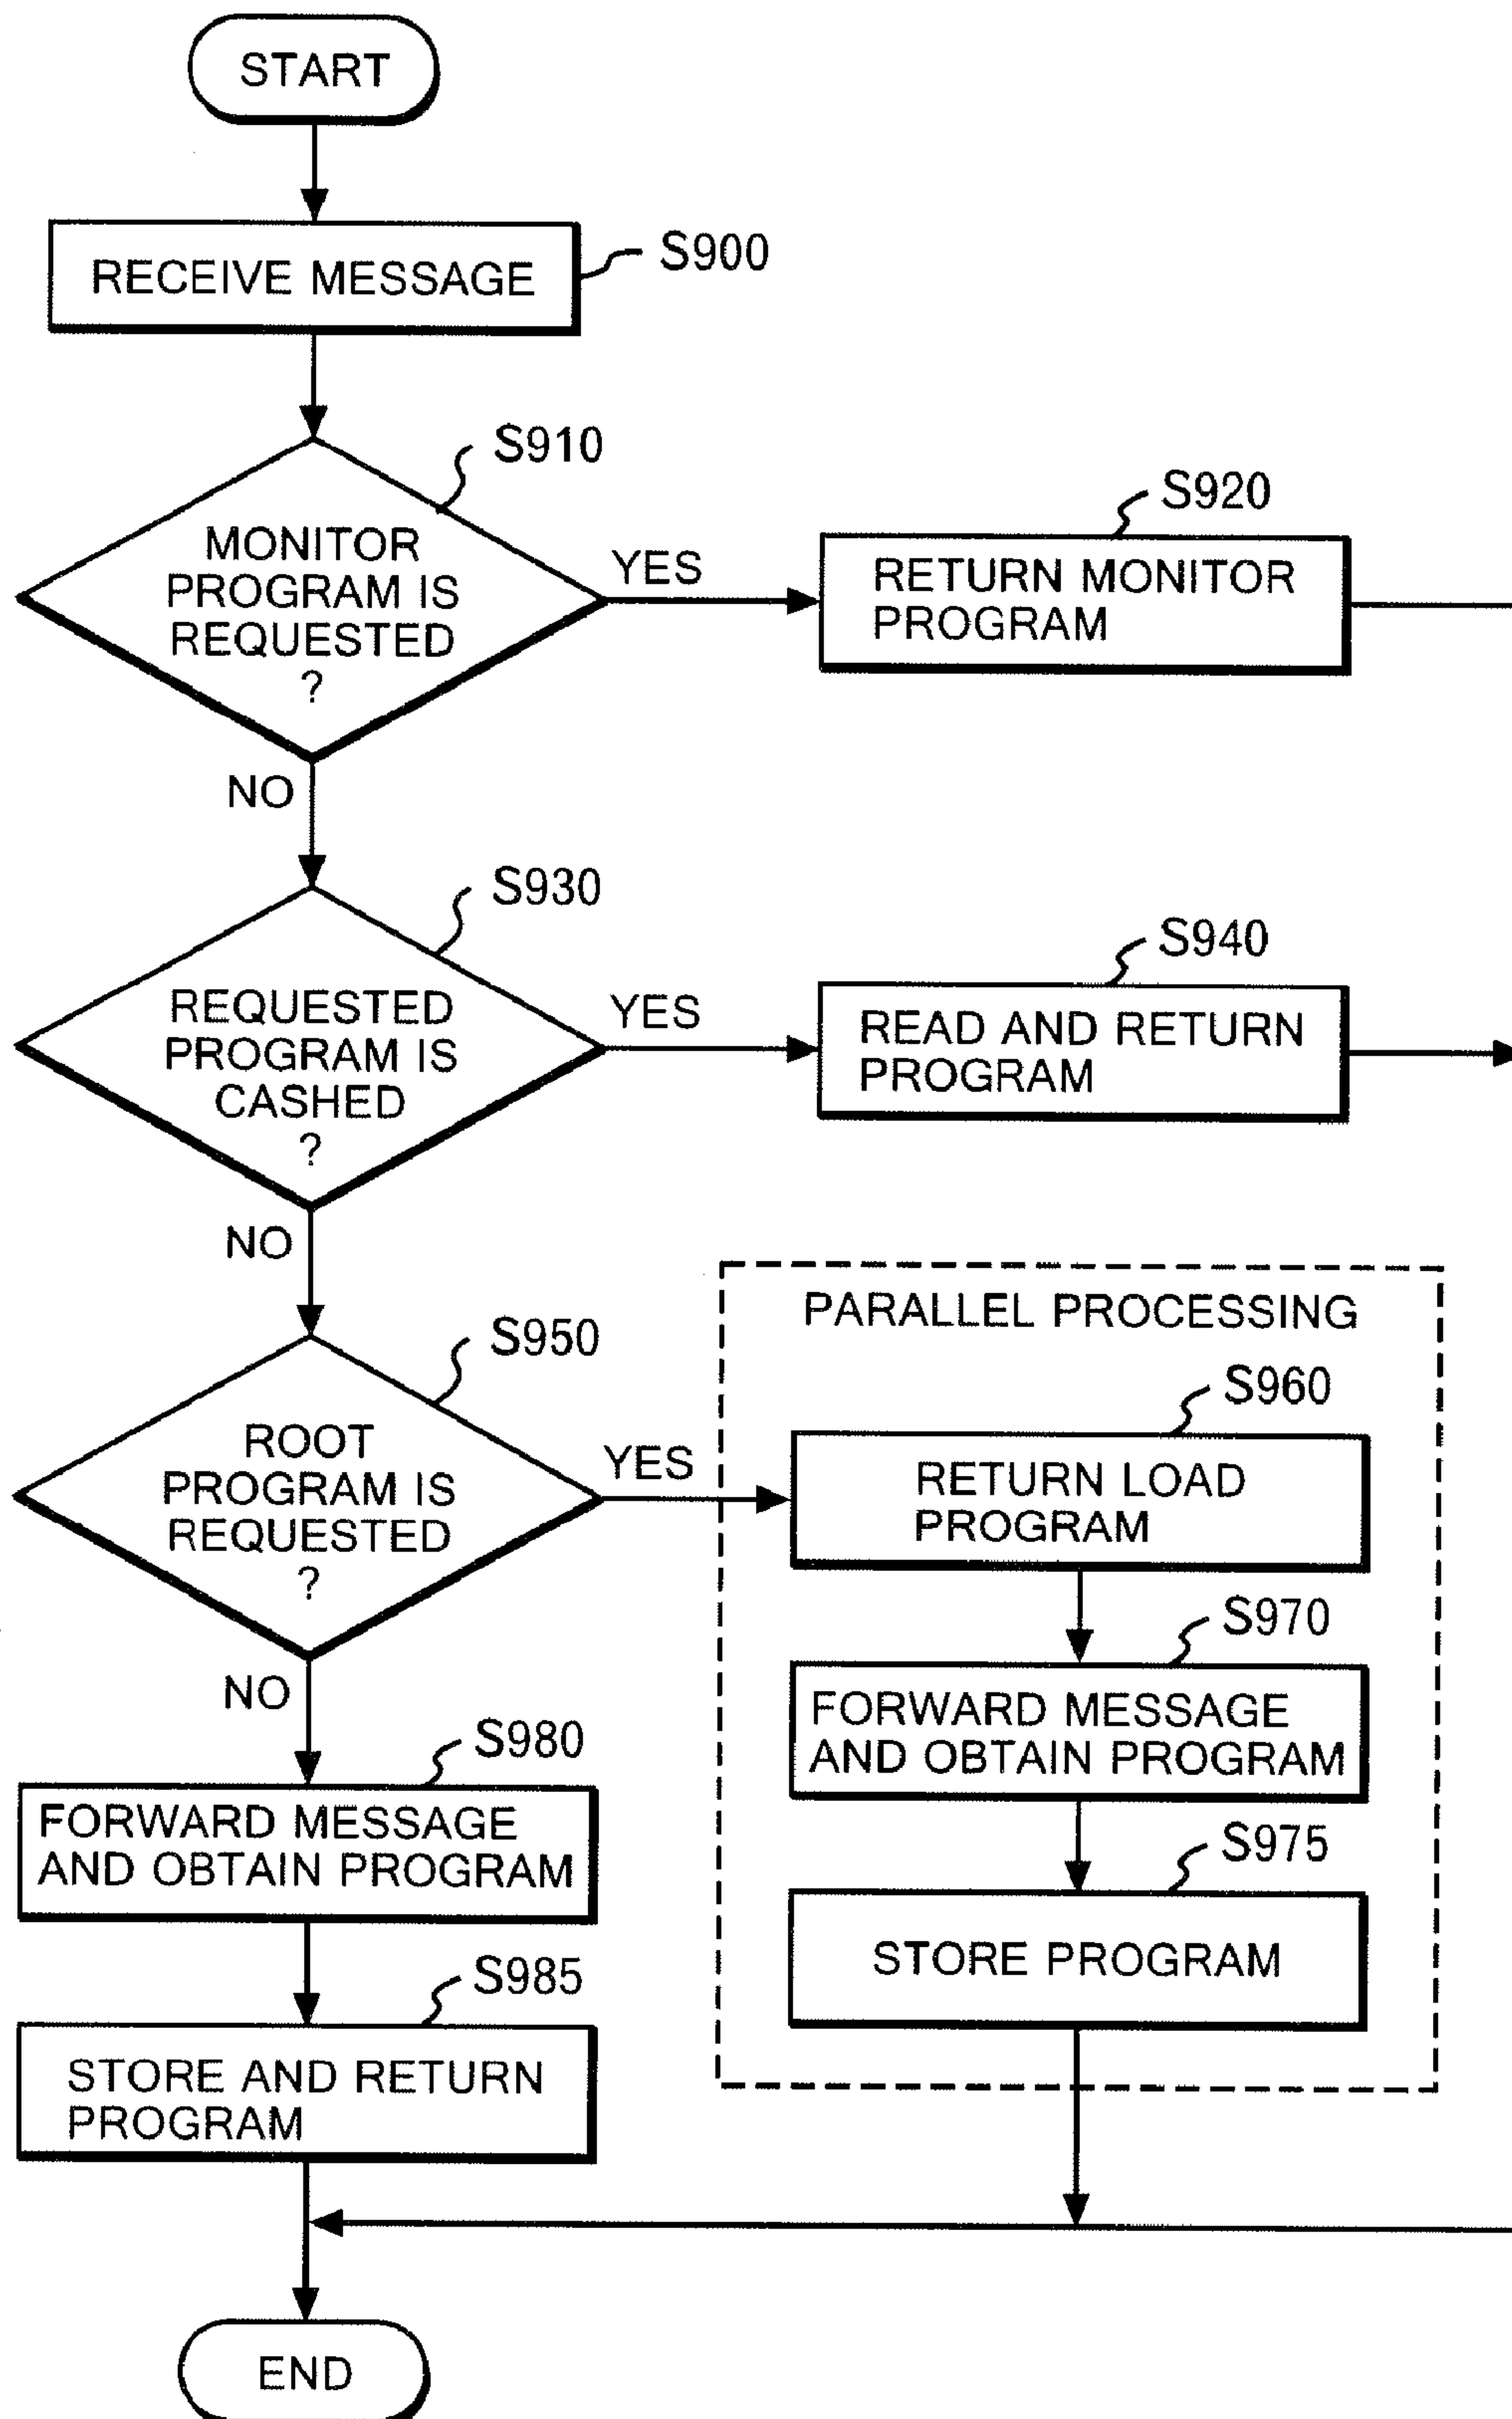 START
RECEIVE MESSAGE
S900
S910
MONITOR
PROGRAM IS
REQUESTED
?
YES
NO
S920
RETURN MONITOR
PROGRAM
S930
REQUESTED
PROGRAM IS
CASHED
?
YES
NO
S940
READ AND RETURN
PROGRAM
S950
ROOT
PROGRAM IS
REQUESTED
?
YES
NO
PARALLEL PROCESSING
S960
RETURN LOAD
PROGRAM
S970
FORWARD MESSAGE
AND OBTAIN PROGRAM
S975
STORE PROGRAM
S980
FORWARD MESSAGE
AND OBTAIN PROGRAM
S985
STORE AND RETURN
PROGRAM
END